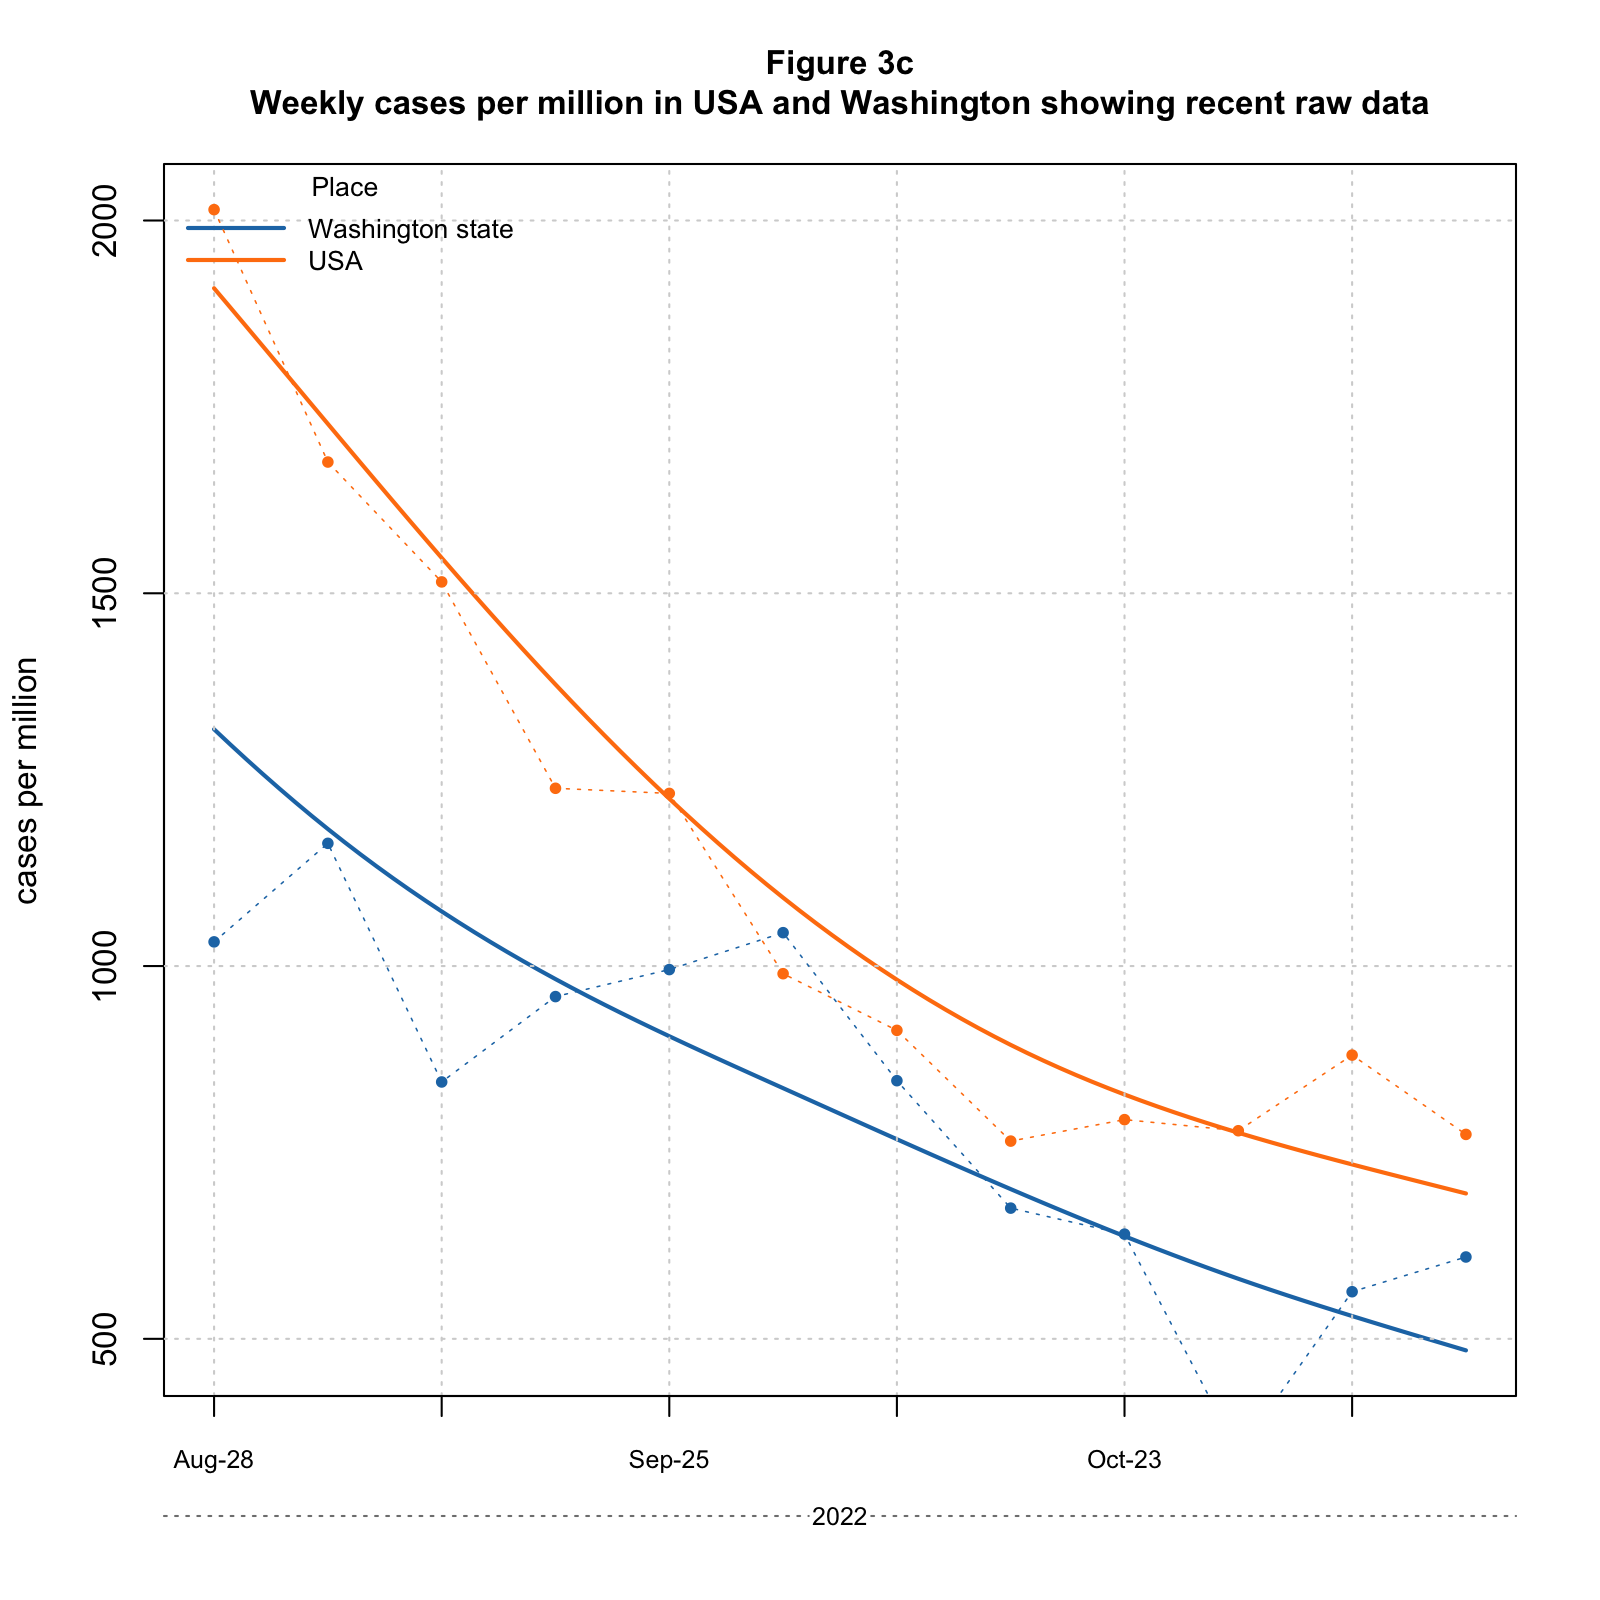 Figure 3c
Weekly cases per million in USA and Washington showing recent raw data
Place
Washington state
USA
2000
1500
1000
500
cases per million
Aug-28
Sep-25
Oct-23
2022